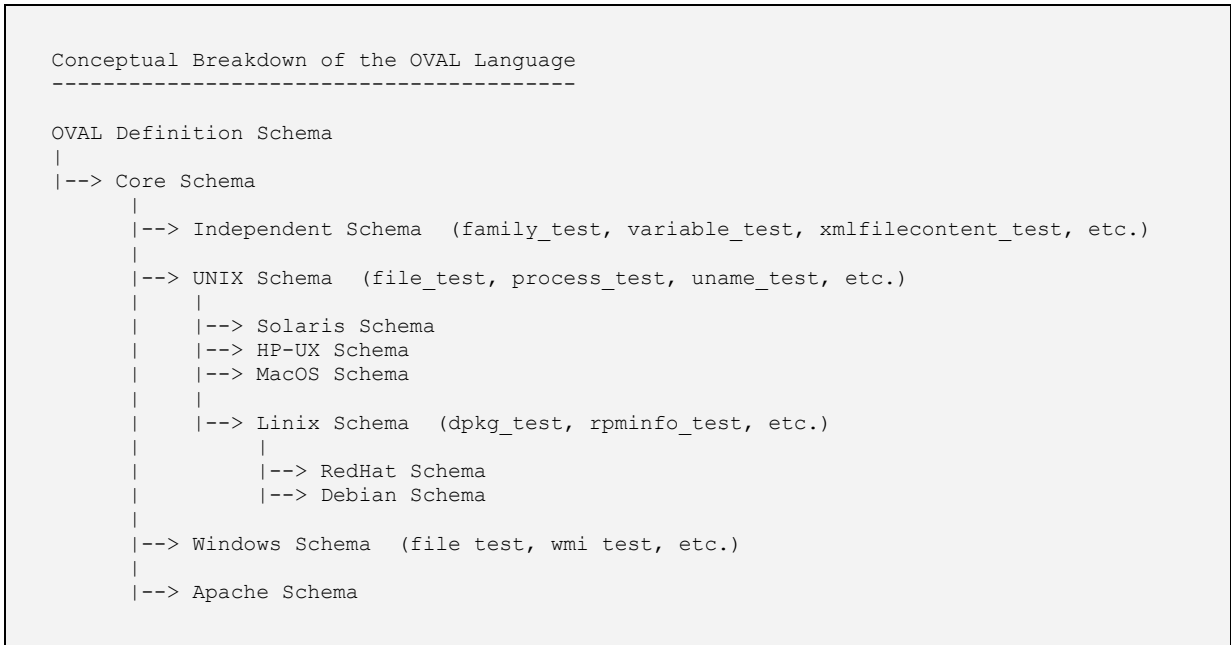 Conceptual Breakdown of the OVAL Language
-----------------------------------------
OVAL Definition Schema
|
|--> Core Schema
|
|--> Independent Schema  (family_test, variable_test, xmlfilecontent_test, etc.)
|
|--> UNIX Schema  (file_test, process_test, uname_test, etc.)
|    |
|    |--> Solaris Schema
|    |--> HP-UX Schema
|    |--> MacOS Schema
|    |
|    |--> Linix Schema  (dpkg_test, rpminfo_test, etc.)
|         |
|         |--> RedHat Schema
|         |--> Debian Schema
|
|--> Windows Schema  (file test, wmi test, etc.)
|
|--> Apache Schema